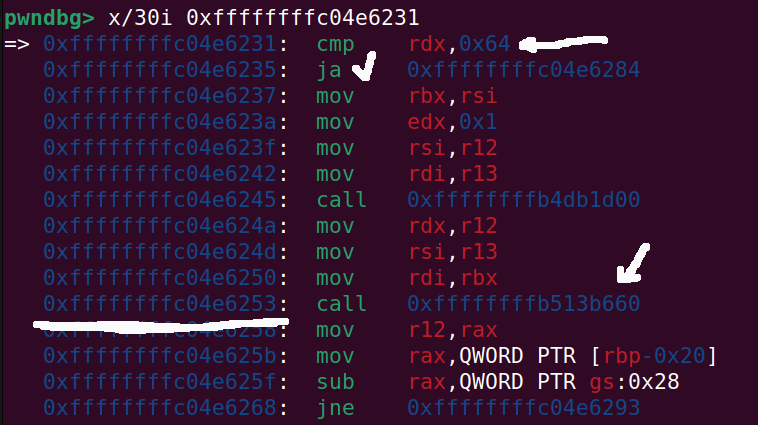 pwndbg> x/30i 0xffffffffc04e6231
=> 0xffffffffc04e6231: cmp rdx,0x64
0xffffffffc04e6235: ja 0xffffffffc04e6284
0xffffffffc04e6237: mov rbx,rsi
0xffffffffc04e623a: mov edx,0x1
0xffffffffc04e623f: mov rsi,r12
0xffffffffc04e6242: mov rdi,r13
0xffffffffc04e6245: call 0xffffffffb4db1d00
0xffffffffc04e624a: mov rdx,r12
0xffffffffc04e624d: mov rsi,r13
0xffffffffc04e6250: mov rdi,rbx
0xffffffffc04e6253: call 0xffffffffb513b660
0xffffffffc04e6258: mov r12,rax
0xffffffffc04e625b: mov rax,QWORD PTR [rbp-0x20]
0xffffffffc04e625f: sub rax,QWORD PTR gs:0x28
0xffffffffc04e6268: jne 0xffffffffc04e6293